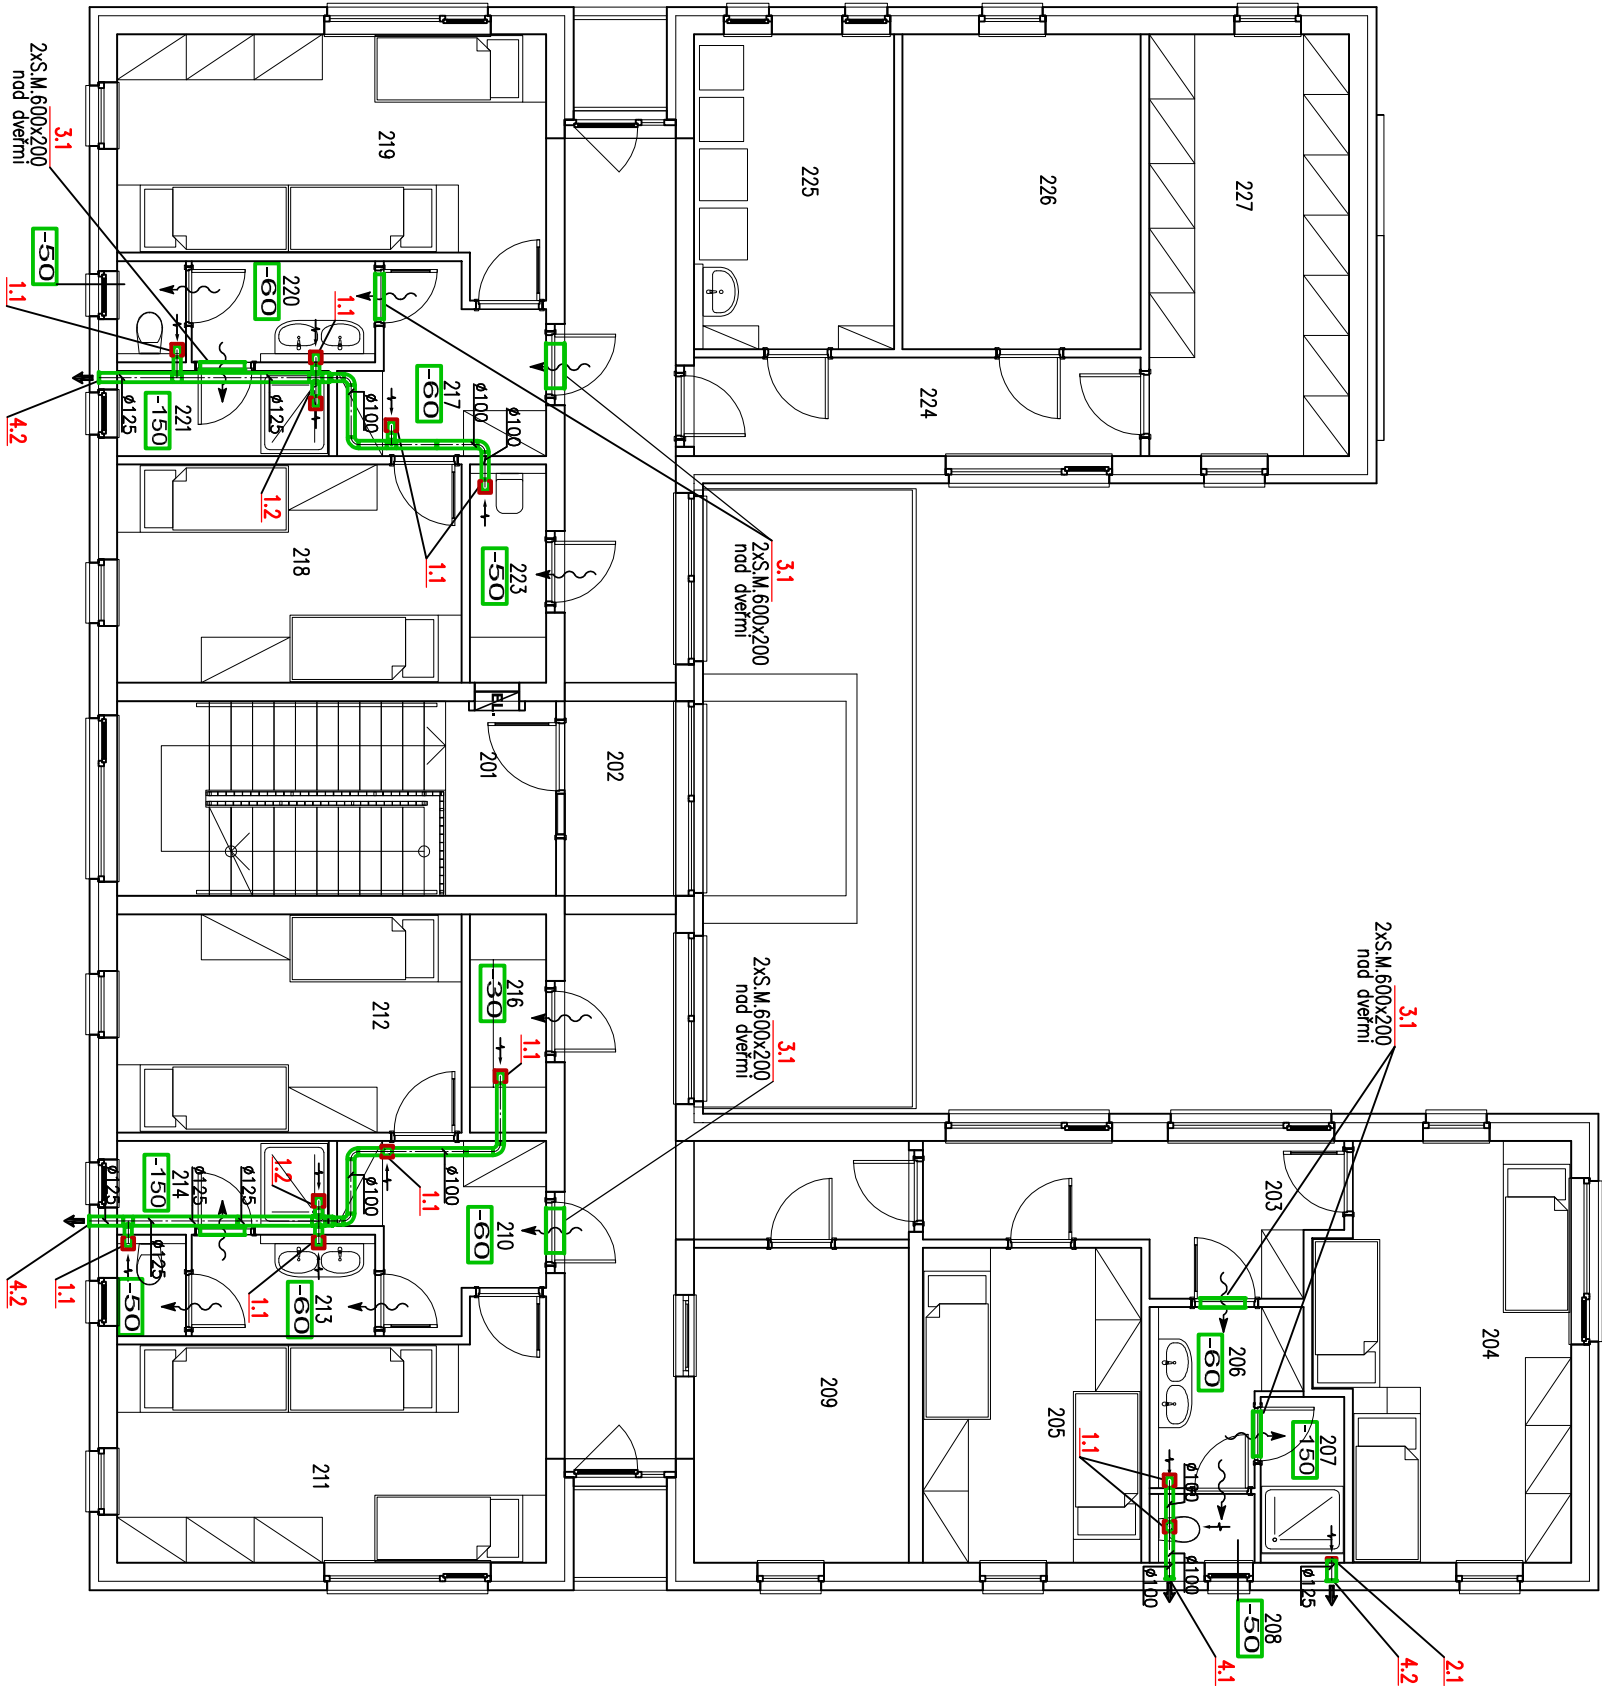 2xS.M.600x200
nad dveřmi
3.1
219
225
226
227
-50
1.1
220
-60
1.1
4.2
ø125
221
-150
ø125
ø100
217
-60
ø100
ø100
224
1.2
218
1.1
223
-50
3.1
2xS.M.600x200
nad dveřmi
EL.
201
202
2xS.M.600x200
nad dveřmi
3.1
2xS.M.600x200
nad dveřmi
3.1
212
216
-30
1.1
ø125
214
-150
ø125
ø125
1.2
ø100
1.1
ø100
210
-60
203
4.2
1.1
ø125
-50
1.1
213
-60
211
209
205
206
-60
204
207
-150
1.1
ø100
ø100
ø100
ø125
208
-50
4.1
4.2
2.1